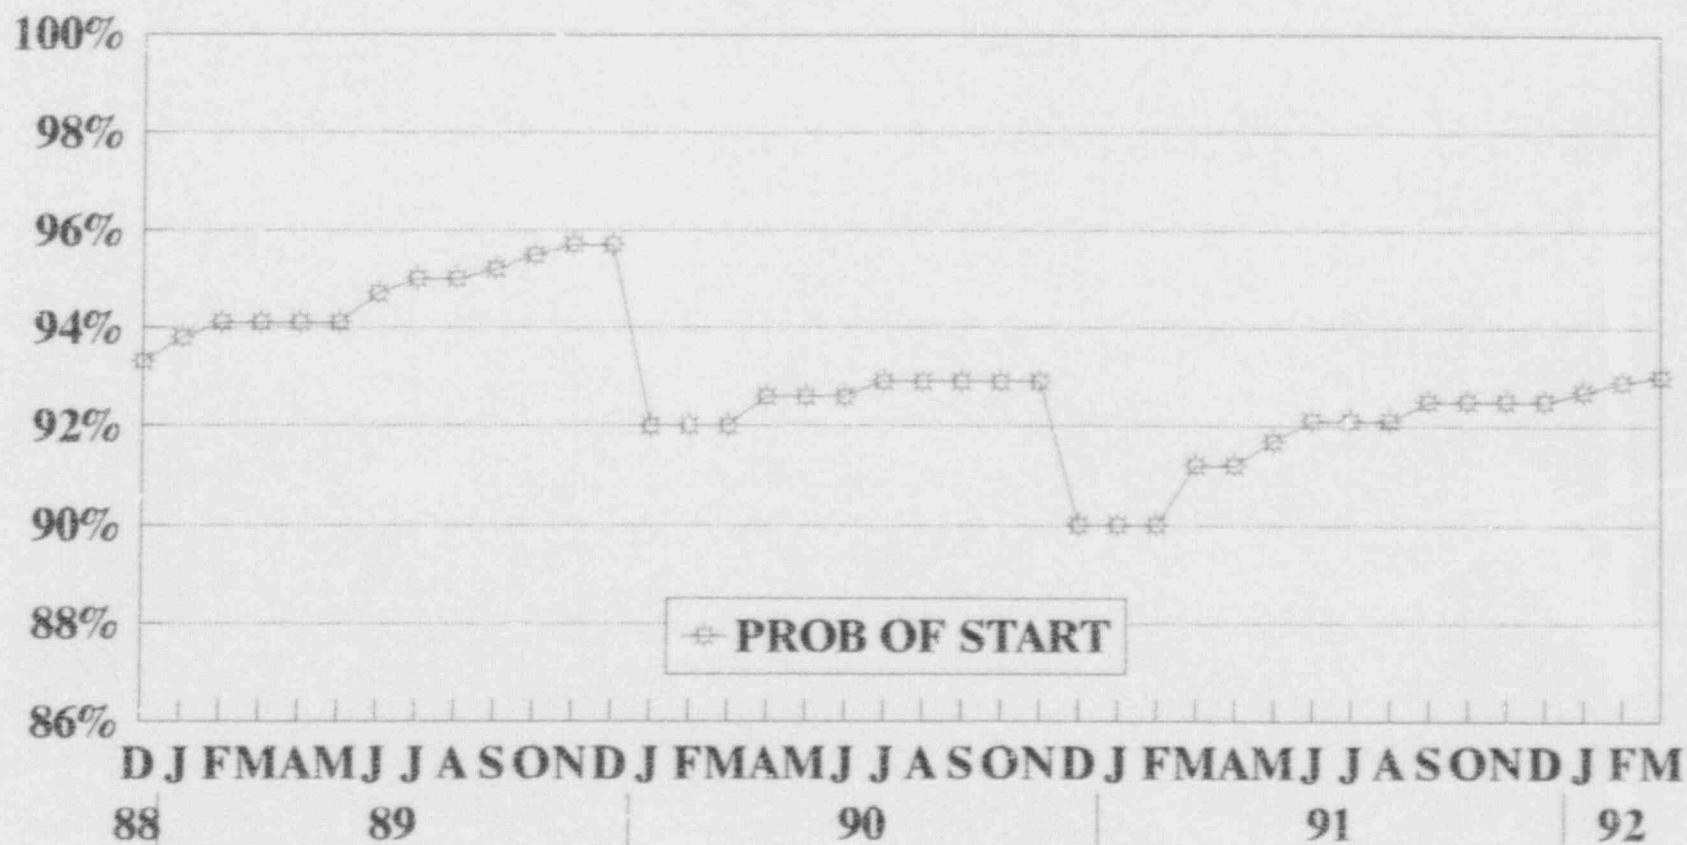 100%
98%
96%
94%
92%
90%
88%
PROB OF START
86%
D J F M A M J J A S O N D J F M A M J J A S O N D J F M A M J J A S O N D J F M
88 89 90 91 92